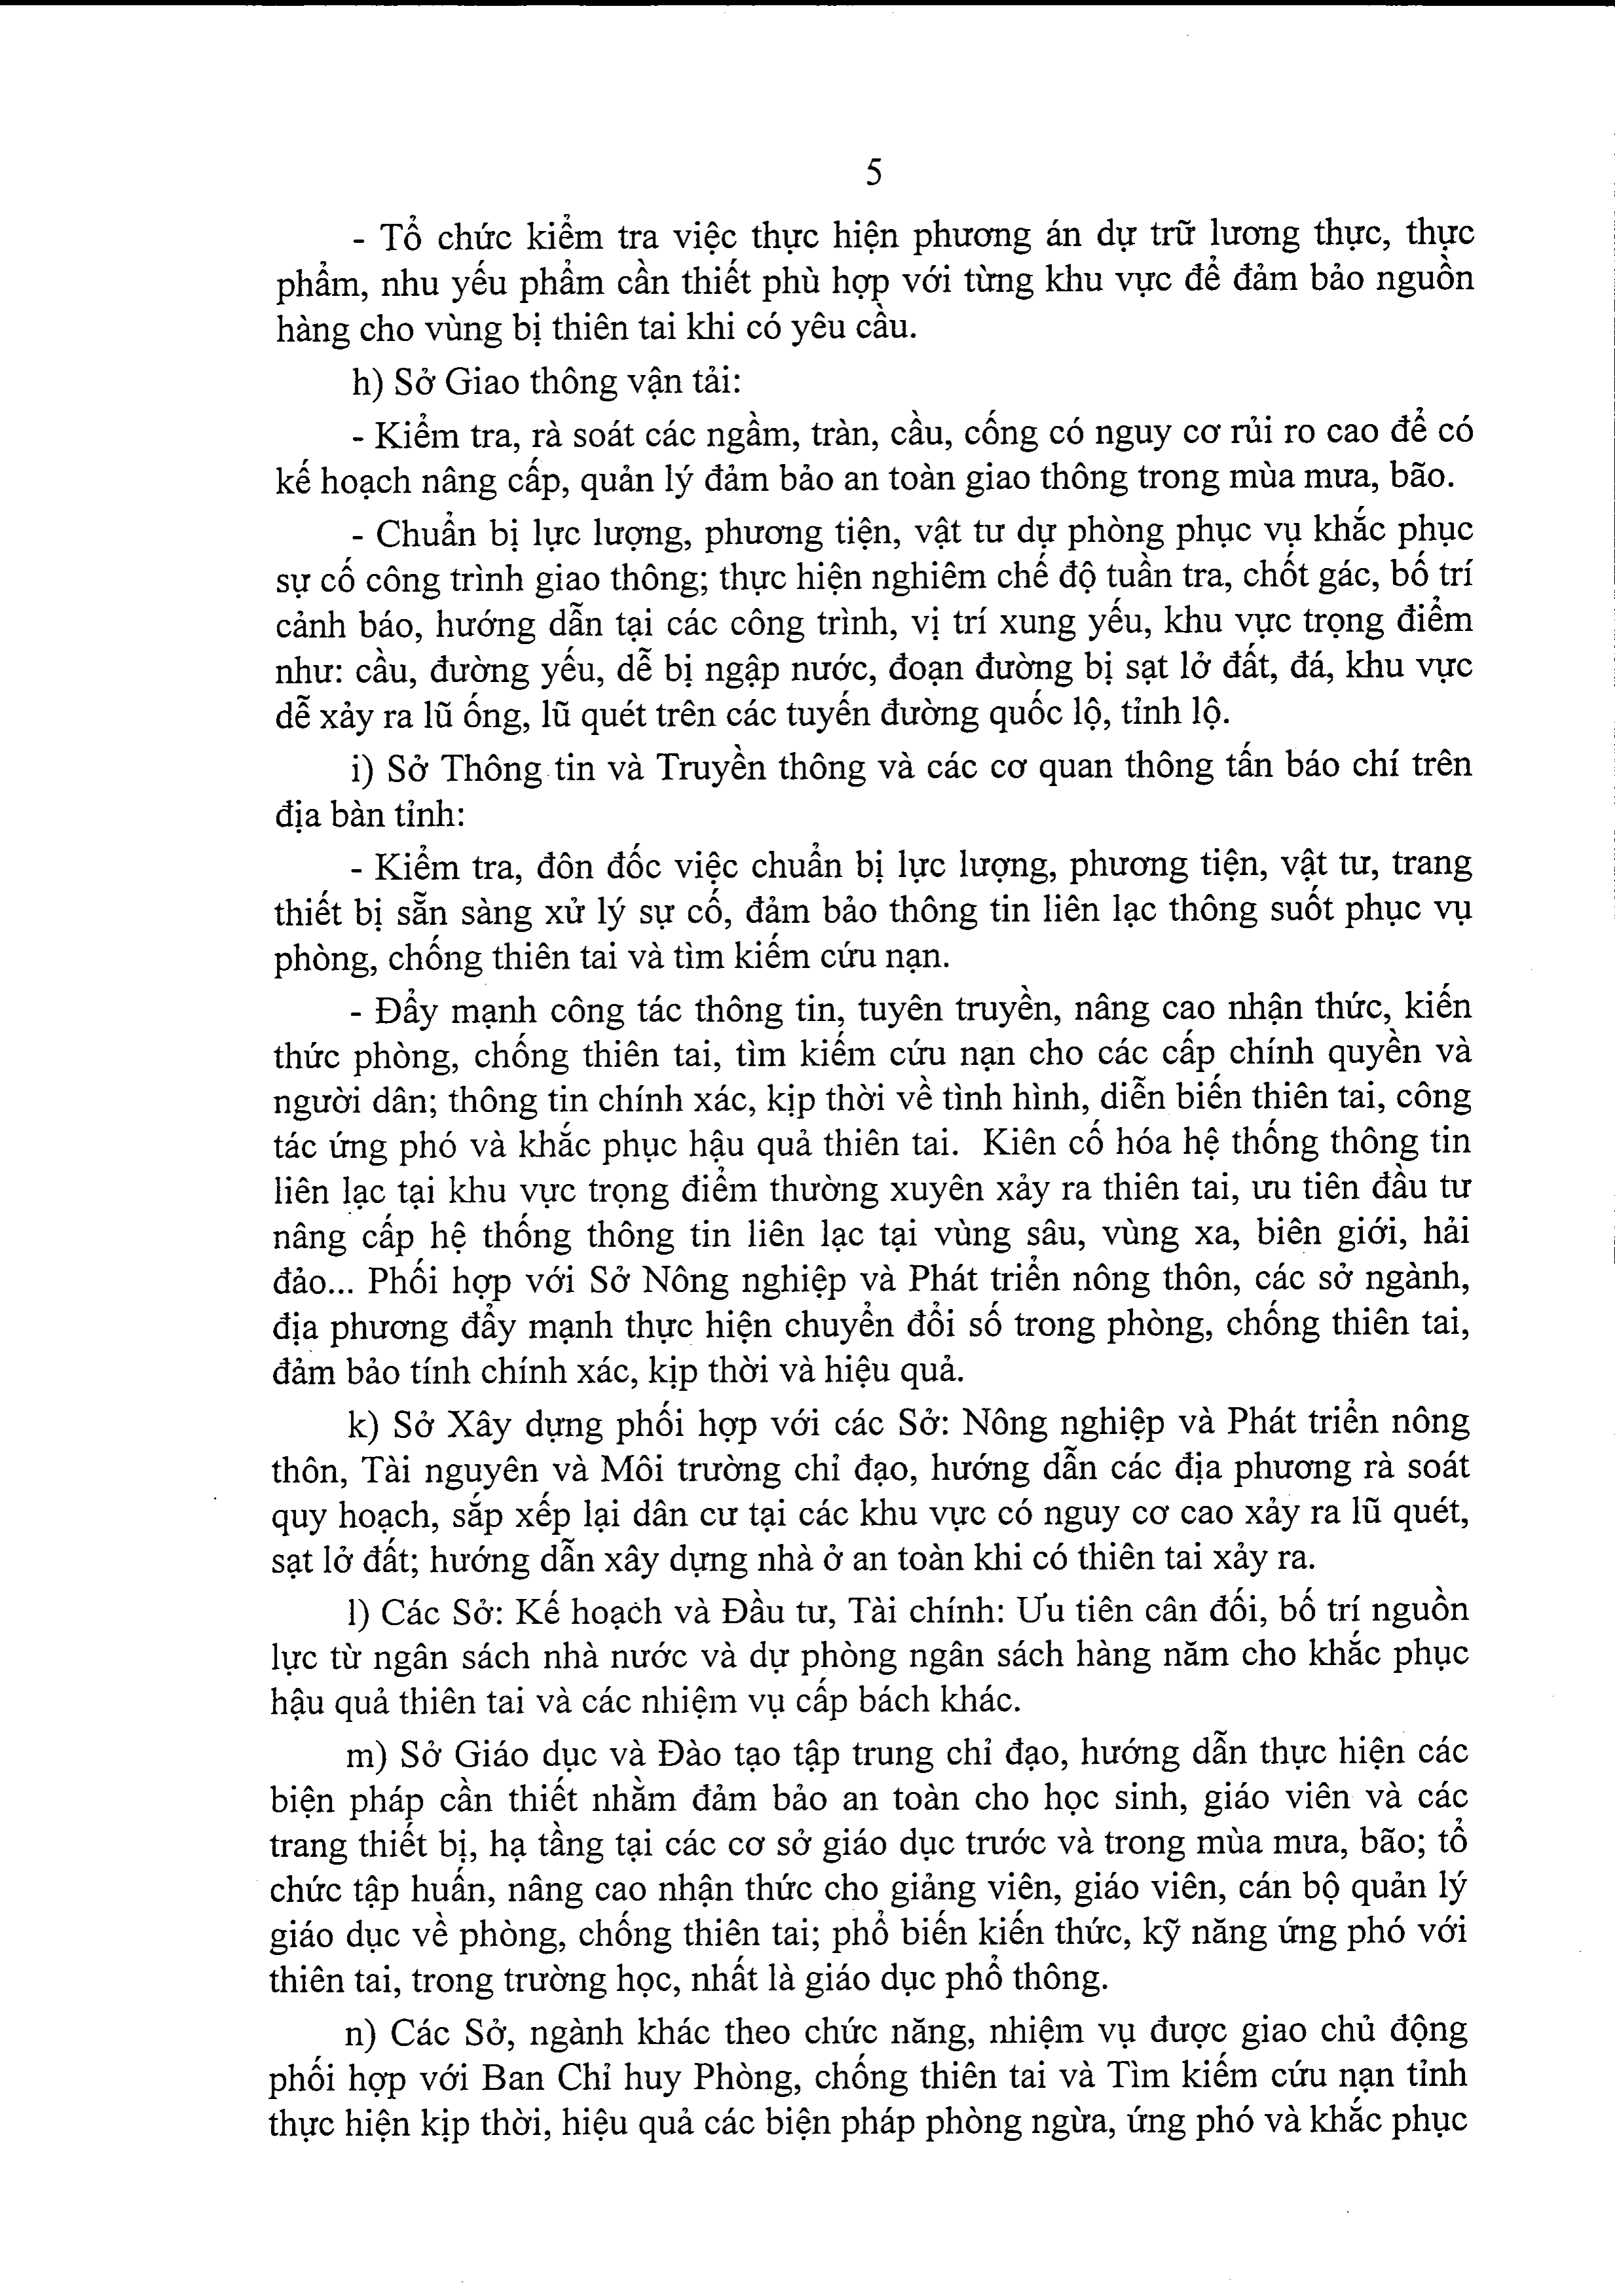 5
- Tổ chức kiểm tra việc thực hiện phương án dự trữ lương thực, thực
phẩm, nhu yếu phẩm cần thiết phù hợp với từng khu vực để đảm bảo nguồn
hàng cho vùng bị thiên tai khi có yêu cầu.
h) Sở Giao thông vận tải:
- Kiểm tra, rà soát các ngầm, tràn, cầu, cống có nguy cơ rủi ro cao để có
kế hoạch nâng cấp, quản lý đảm bảo an toàn giao thông trong mùa mưa, bão.
- Chuẩn bị lực lượng, phương tiện, vật tư dự phòng phục vụ khắc phục
sự cố công trình giao thông; thực hiện nghiêm chế độ tuần tra, chốt gác, bố trí
cảnh báo, hướng dẫn tại các công trình, vị trí xung yếu, khu vực trọng điểm
như: cầu, đường yếu, dễ bị ngập nước, đoạn đường bị sạt lở đất, đá, khu vực
dễ xảy ra lũ ống, lũ quét trên các tuyến đường quốc lộ, tỉnh lộ.
i) Sở Thông tin và Truyền thông và các cơ quan thông tấn báo chí trên
địa bàn tỉnh:
- Kiểm tra, đôn đốc việc chuẩn bị lực lượng, phương tiện, vật tư, trang
thiết bị sẵn sàng xử lý sự cố, đảm bảo thông tin liên lạc thông suốt phục vụ
phòng, chống thiên tai và tìm kiếm cứu nạn.
- Đẩy mạnh công tác thông tin, tuyên truyền, nâng cao nhận thức, kiến
thức phòng, chống thiên tai, tìm kiếm cứu nạn cho các cấp chính quyền và
người dân; thông tin chính xác, kịp thời về tình hình, diễn biến thiên tai, công
tác ứng phó và khắc phục hậu quả thiên tai.  Kiên cố hóa hệ thống thông tin
liên lạc tại khu vực trọng điểm thường xuyên xảy ra thiên tai, ưu tiên đầu tư
nâng cấp hệ thống thông tin liên lạc tại vùng sâu, vùng xa, biên giới, hải
đảo... Phối hợp với Sở Nông nghiệp và Phát triển nông thôn, các sở ngành,
địa phương đẩy mạnh thực hiện chuyển đổi số trong phòng, chống thiên tai,
đảm bảo tính chính xác, kịp thời và hiệu quả.
k) Sở Xây dựng phối hợp với các Sở: Nông nghiệp và Phát triển nông
thôn, Tài nguyên và Môi trường chỉ đạo, hướng dẫn các địa phương rà soát
quy hoạch, sắp xếp lại dân cư tại các khu vực có nguy cơ cao xảy ra lũ quét,
sạt lở đất; hướng dẫn xây dựng nhà ở an toàn khi có thiên tai xảy ra.
l) Các Sở: Kế hoạch và Đầu tư, Tài chính: Ưu tiên cân đối, bố trí nguồn
lực từ ngân sách nhà nước và dự phòng ngân sách hàng năm cho khắc phục
hậu quả thiên tai và các nhiệm vụ cấp bách khác.
m) Sở Giáo dục và Đào tạo tập trung chỉ đạo, hướng dẫn thực hiện các
biện pháp cần thiết nhằm đảm bảo an toàn cho học sinh, giáo viên và các
trang thiết bị, hạ tầng tại các cơ sở giáo dục trước và trong mùa mưa, bão; tổ
chức tập huấn, nâng cao nhận thức cho giảng viên, giáo viên, cán bộ quản lý
giáo dục về phòng, chống thiên tai; phổ biến kiến thức, kỹ năng ứng phó với
thiên tai, trong trường học, nhất là giáo dục phổ thông.
n) Các Sở, ngành khác theo chức năng, nhiệm vụ được giao chủ động
phối hợp với Ban Chỉ huy Phòng, chống thiên tai và Tìm kiếm cứu nạn tỉnh
thực hiện kịp thời, hiệu quả các biện pháp phòng ngừa, ứng phó và khắc phục